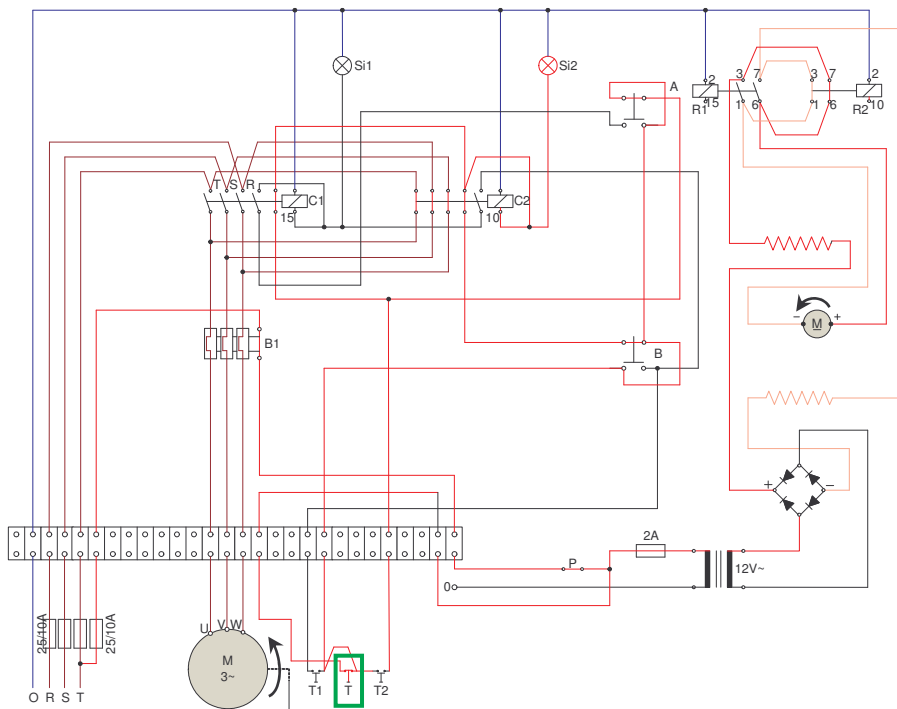 Si1
Si2
A
2
15
R1
3 7
1 6
3 7
1 6
2
R2 10
T S R
C1
15
C2
10
B1
B
M
− +
+ −
2A
P
0
12V~
25/10A
25/10A
U V W
M
3~
T1 T T2
O R S T